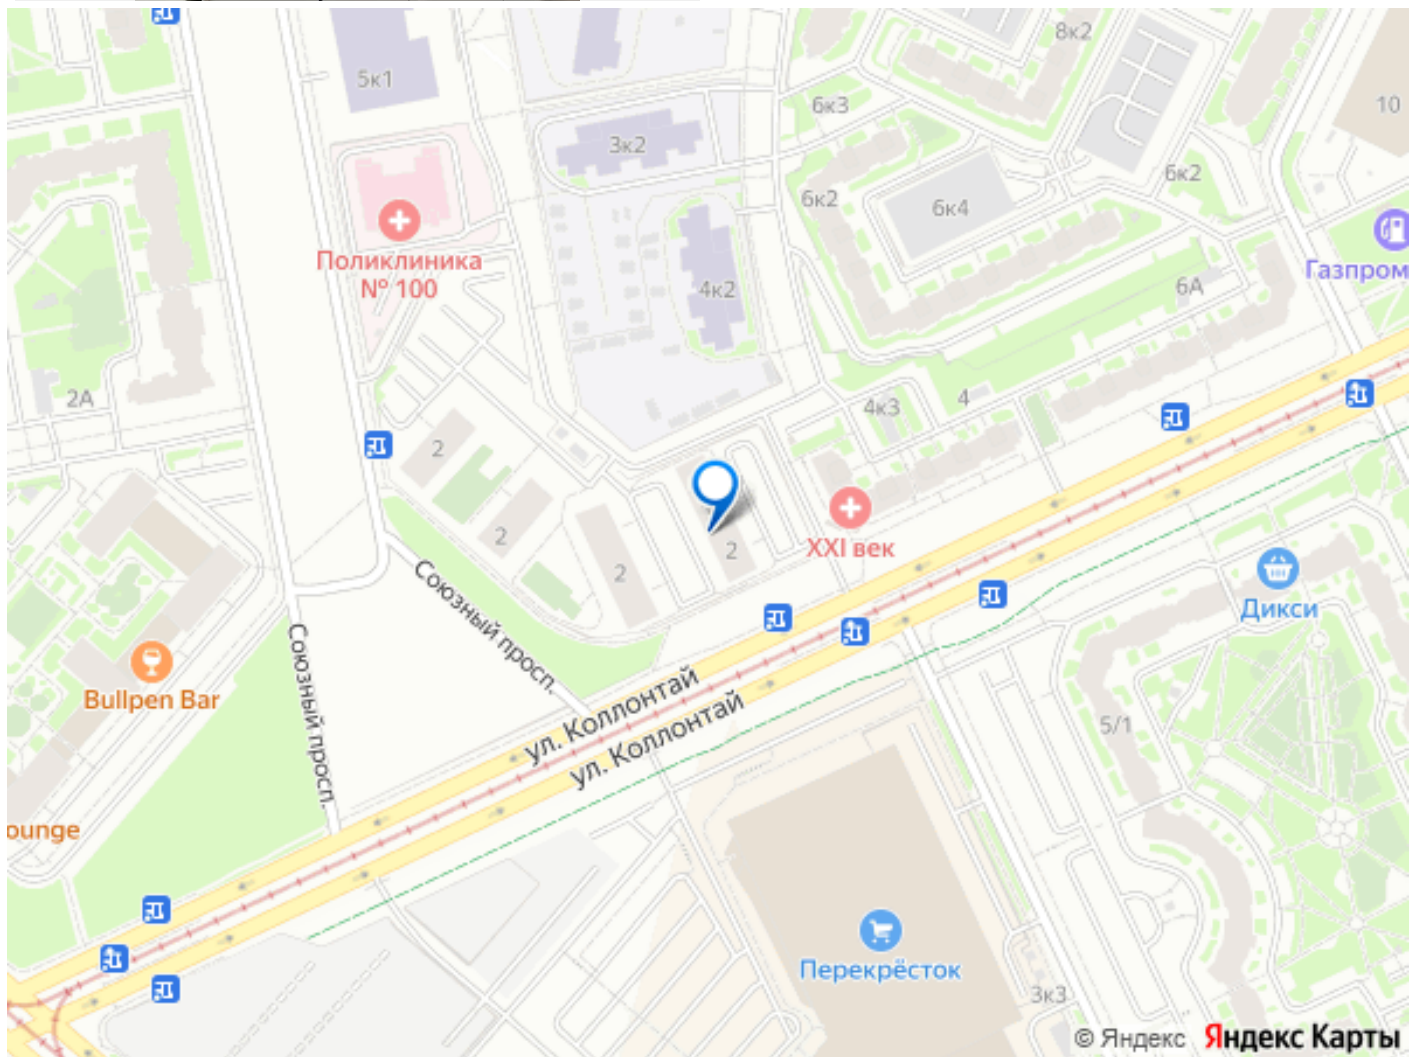 8к2
5к1
6к3
10
3к2
6к2
6к2
6к4
Поликлиника
№ 100
Газпром
4к2
6А
2А
4к3
4
2
2
2
2
XXI век
Дикси
Союзный просп.
Союзный просп.
Bullpen Bar
ул. Коллонтай
ул. Коллонтай
5/1
ounge
Перекрёсток
3к3
© Яндекс Яндекс Карты